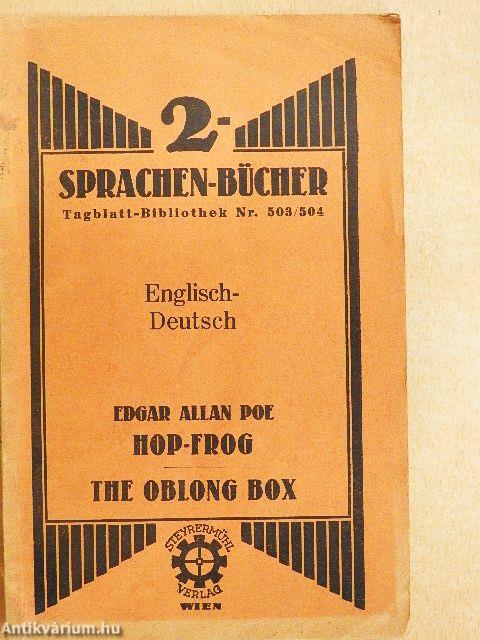 2-
SPRACHEN-BÜCHER
Tagblatt-Bibliothek Nr. 503/504
Englisch-
Deutsch
EDGAR ALLAN POE
HOP-FROG
THE OBLONG BOX
STEYRERMÜHL
VERLAG
WIEN
Antikvárium.hu